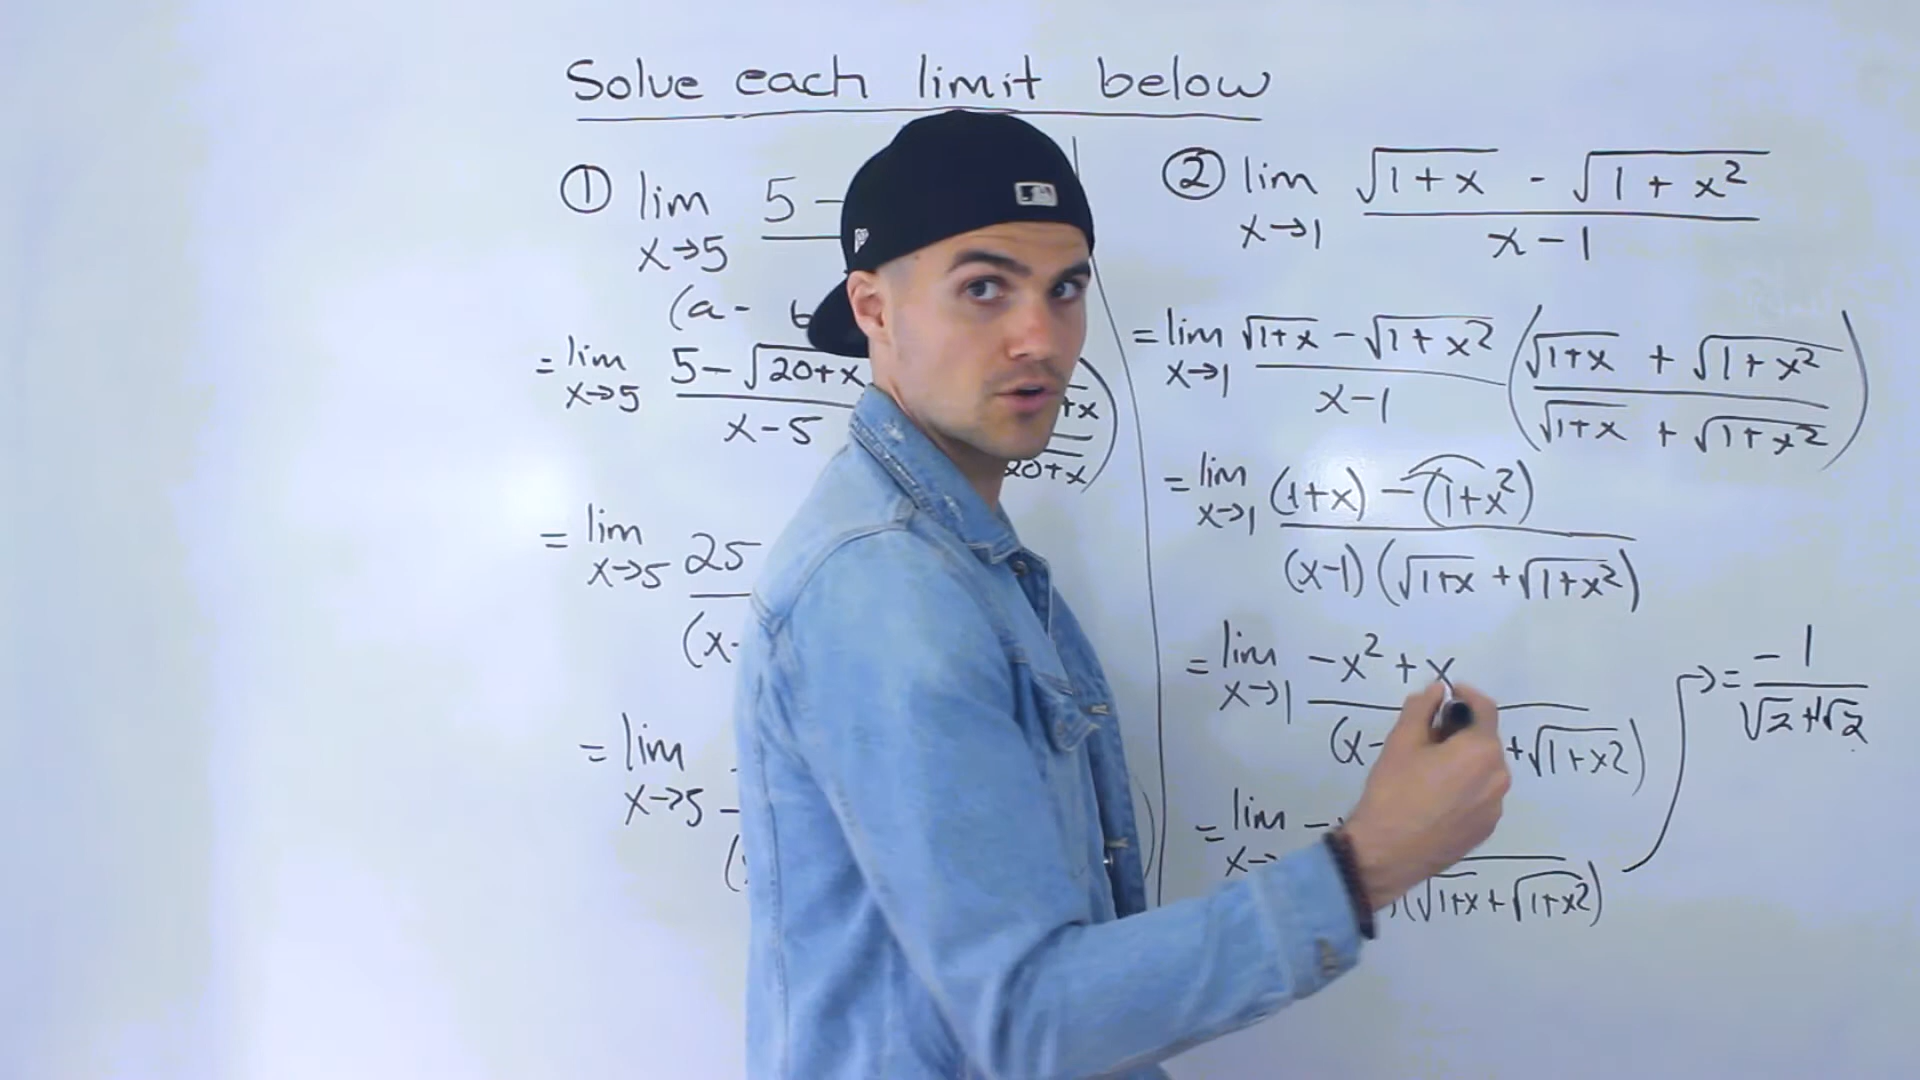 Solve each limit below
① lim x→5 5 −
(a - b
= lim x→5 5 − √20+x / x − 5 +x / 20+x )
= lim x→5 25 / (x-
= lim x→5 - / (
② lim x→1 √1+x - √1+x² / x − 1
= lim x→1 √1+x − √1+x² / x−1 (√1+x + √1+x² / √1+x + √1+x²)
= lim x→1 (1+x) − (1+x²) / (x-1)(√1+x + √1+x²)
= lim x→1 −x² + x / (x- +√1+x²)
= lim x→ − / )(√1+x + √1+x²)
→ = −1 / √2 + √2